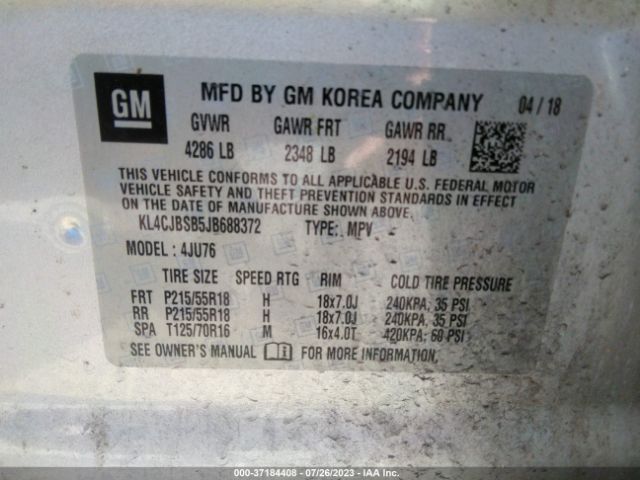 GM
MFD BY GM KOREA COMPANY 04 / 18
GVWR GAWR FRT GAWR RR
4286 LB 2348 LB 2194 LB
THIS VEHICLE CONFORMS TO ALL APPLICABLE U.S. FEDERAL MOTOR
VEHICLE SAFETY AND THEFT PREVENTION STANDARDS IN EFFECT
ON THE DATE OF MANUFACTURE SHOWN ABOVE.
KL4CJBSB5JB688372 TYPE: MPV
MODEL : 4JU76
TIRE SIZE SPEED RTG RIM COLD TIRE PRESSURE
FRT P215/55R18 H 18x7.0J 240KPA, 35 PSI
RR P215/55R18 H 18x7.0J 240KPA, 35 PSI
SPA T125/70R16 M 16x4.0T 420KPA, 60 PSI
SEE OWNER'S MANUAL FOR MORE INFORMATION.
000-37184408 - 07/26/2023 - IAA Inc.